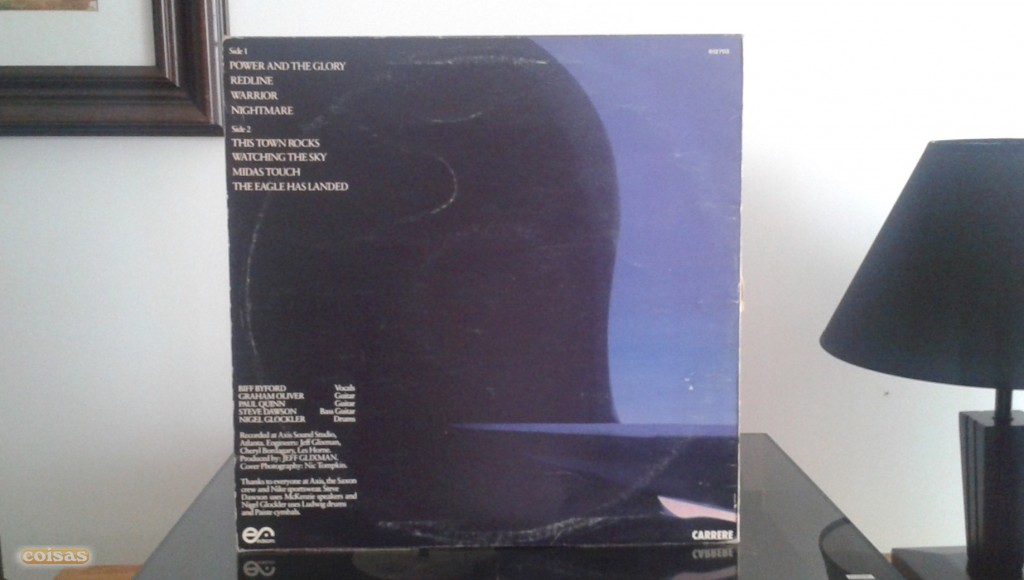 Side 1
POWER AND THE GLORY
REDLINE
WARRIOR
NIGHTMARE
Side 2
THIS TOWN ROCKS
WATCHING THE SKY
MIDAS TOUCH
THE EAGLE HAS LANDED
BIFF BYFORD Vocals
GRAHAM OLIVER Guitar
PAUL QUINN Guitar
STEVE DAWSON Bass Guitar
NIGEL GLOCKLER Drums
Recorded at Axis Sound Studio,
Atlanta. Engineers: Jeff Glixman,
Cheryl Bordagary, Les Horne.
Produced by: JEFF GLIXMAN.
Cover Photography: Nic Tompkin.
Thanks to everyone at Axis, the Saxon
crew and Nike sportswear. Steve
Dawson uses McKenzie speakers and
Nigel Glockler uses Ludwig drums
and Paiste cymbals.
CARRERE
coisas